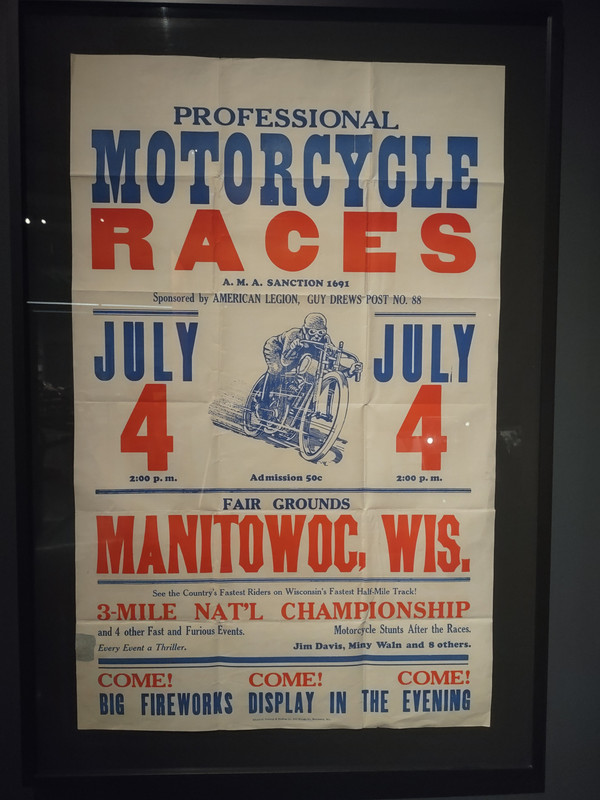 PROFESSIONAL
MOTORCYCLE
RACES
A. M. A. SANCTION 1691
Sponsored by AMERICAN LEGION, GUY DREWS POST NO. 88
JULY JULY
4 4
2:00 p. m. Admission 50c 2:00 p. m.
FAIR GROUNDS
MANITOWOC, WIS.
See the Country's Fastest Riders on Wisconsin's Fastest Half-Mile Track!
3-MILE NAT'L CHAMPIONSHIP
and 4 other Fast and Furious Events. Motorcycle Stunts After the Races.
Every Event a Thriller. Jim Davis, Miny Waln and 8 others.
COME! COME! COME!
BIG FIREWORKS DISPLAY IN THE EVENING